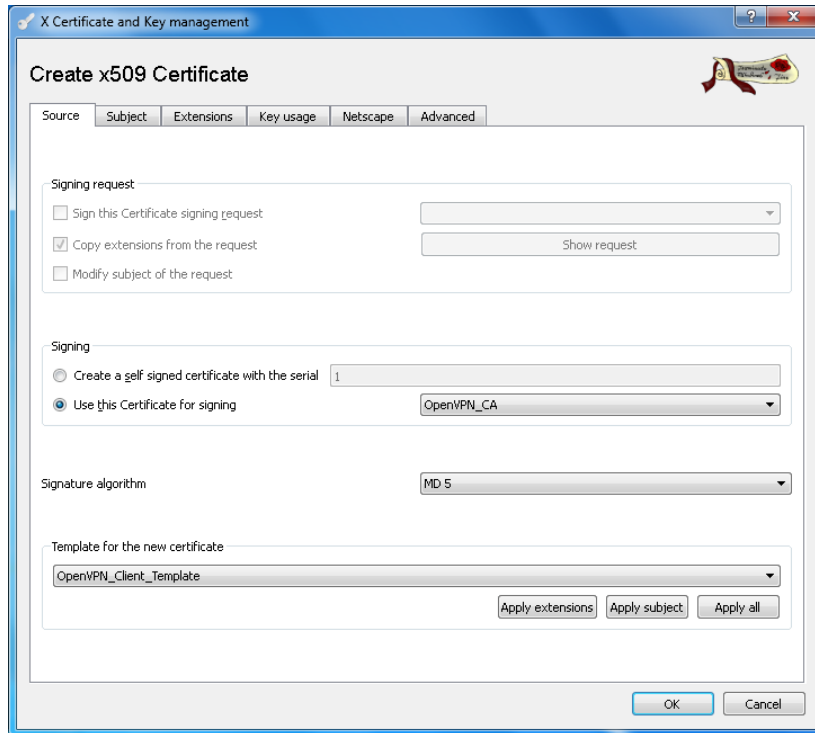 X Certificate and Key management
Create x509 Certificate
Source Subject Extensions Key usage Netscape Advanced
Signing request
Sign this Certificate signing request
Copy extensions from the request Show request
Modify subject of the request
Signing
Create a self signed certificate with the serial 1
Use this Certificate for signing OpenVPN_CA
Signature algorithm MD 5
Template for the new certificate
OpenVPN_Client_Template
Apply extensions Apply subject Apply all
OK Cancel